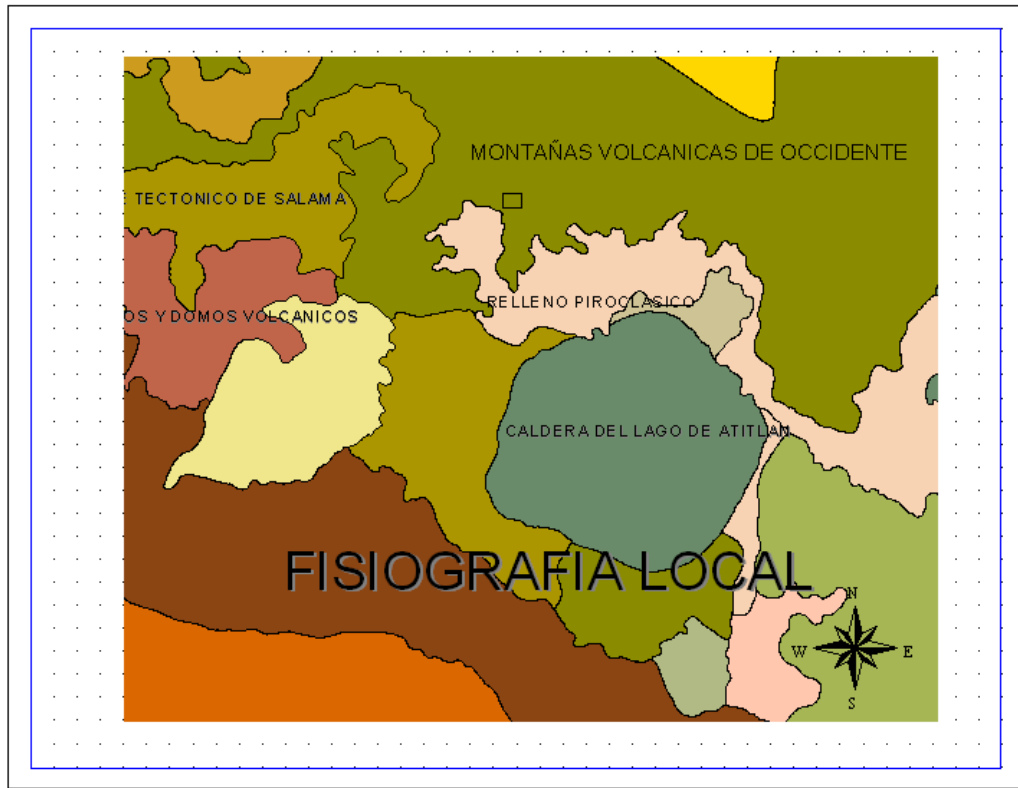 MONTAÑAS VOLCANICAS DE OCCIDENTE
TECTONICO DE SALAMA
RELLENO PIROCLASICO
OS Y DOMOS VOLCANICOS
CALDERA DEL LAGO DE ATITLAN
FISIOGRAFIA LOCAL
N
W E
S